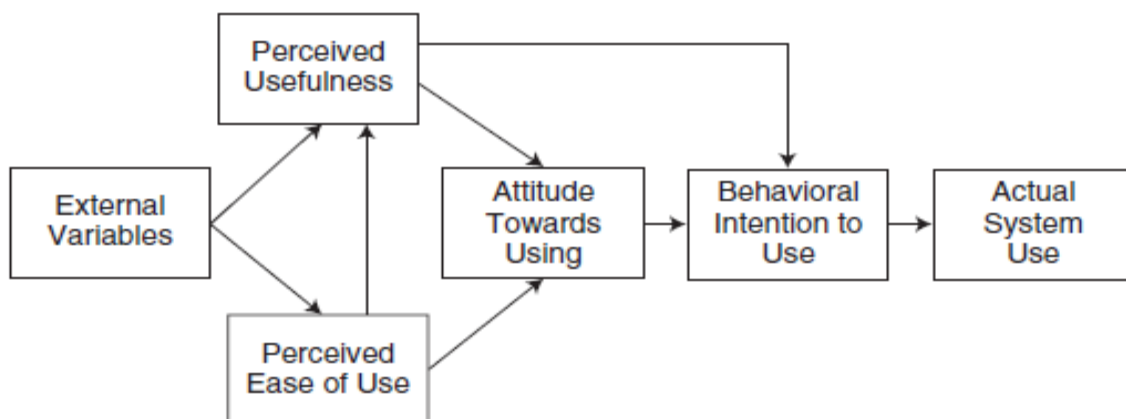 Perceived
Usefulness
External
Variables
Attitude
Towards
Using
Behavioral
Intention to
Use
Actual
System
Use
Perceived
Ease of Use